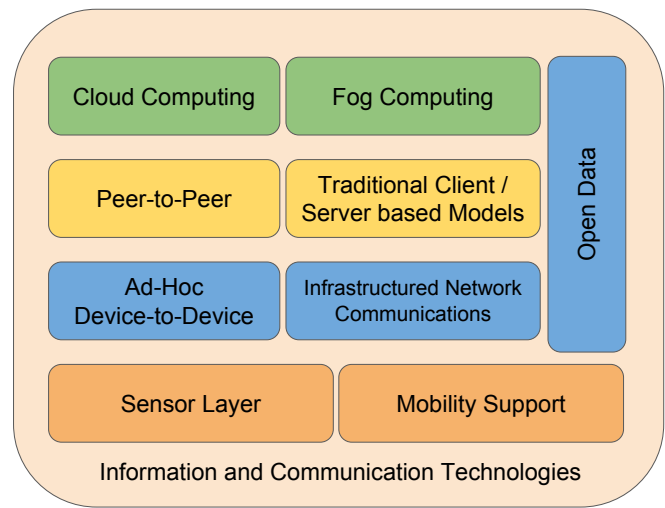 Cloud Computing
Fog Computing
Open Data
Peer-to-Peer
Traditional Client /
Server based Models
Ad-Hoc
Device-to-Device
Infrastructured Network
Communications
Sensor Layer
Mobility Support
Information and Communication Technologies